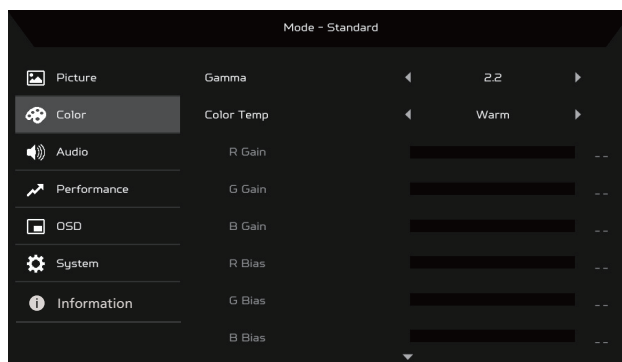 Mode - Standard
Picture Gamma 2.2
Color Color Temp Warm
Audio R Gain --
Performance G Gain --
OSD B Gain --
System R Bias --
Information G Bias --
B Bias --